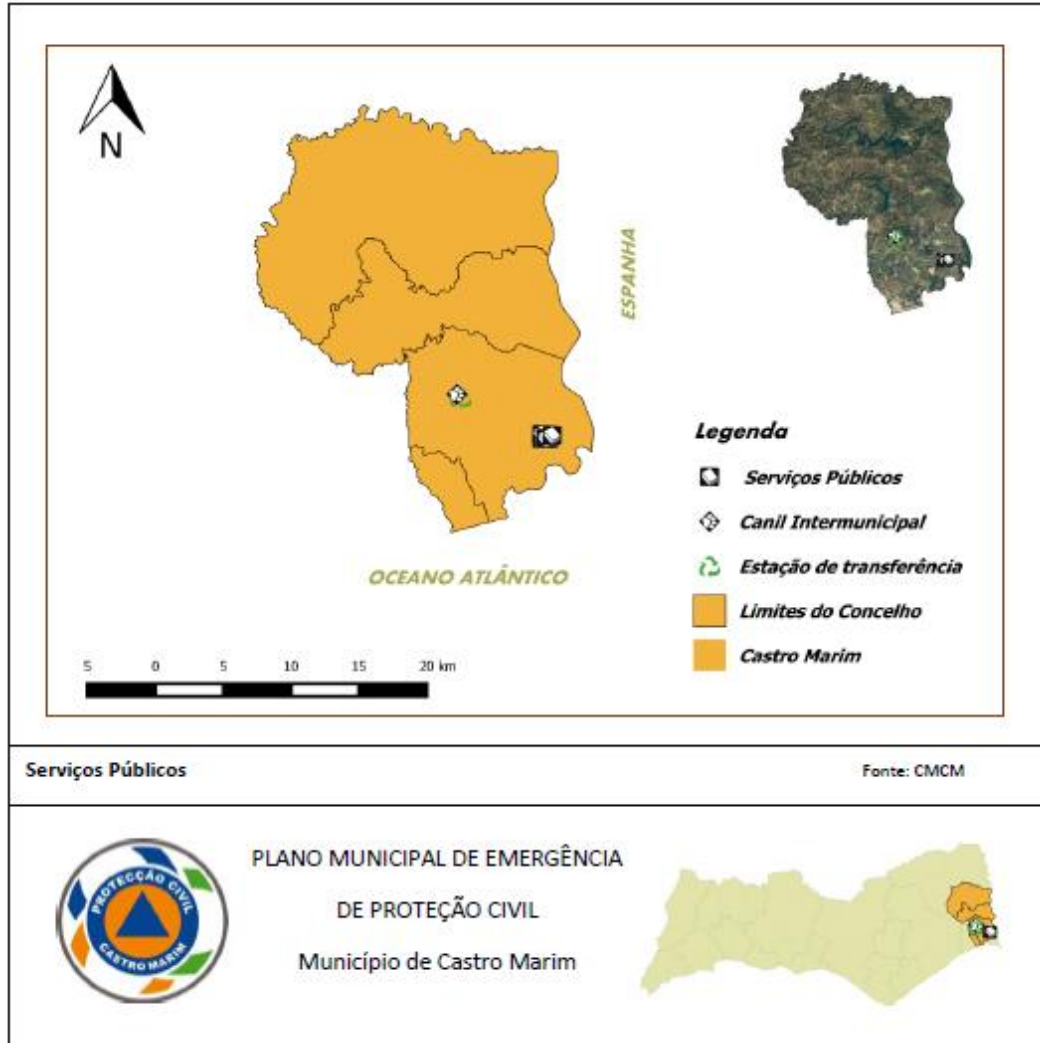 N
ESPANHA
OCEANO ATLÂNTICO
Legenda
Serviços Públicos
Canil Intermunicipal
Estação de transferência
Limites do Concelho
Castro Marim
5 0 5 10 15 20 km
Serviços Públicos
Fonte: CMCM
PROTECÇÃO CIVIL
CASTRO MARIM
PLANO MUNICIPAL DE EMERGÊNCIA
DE PROTEÇÃO CIVIL
Município de Castro Marim